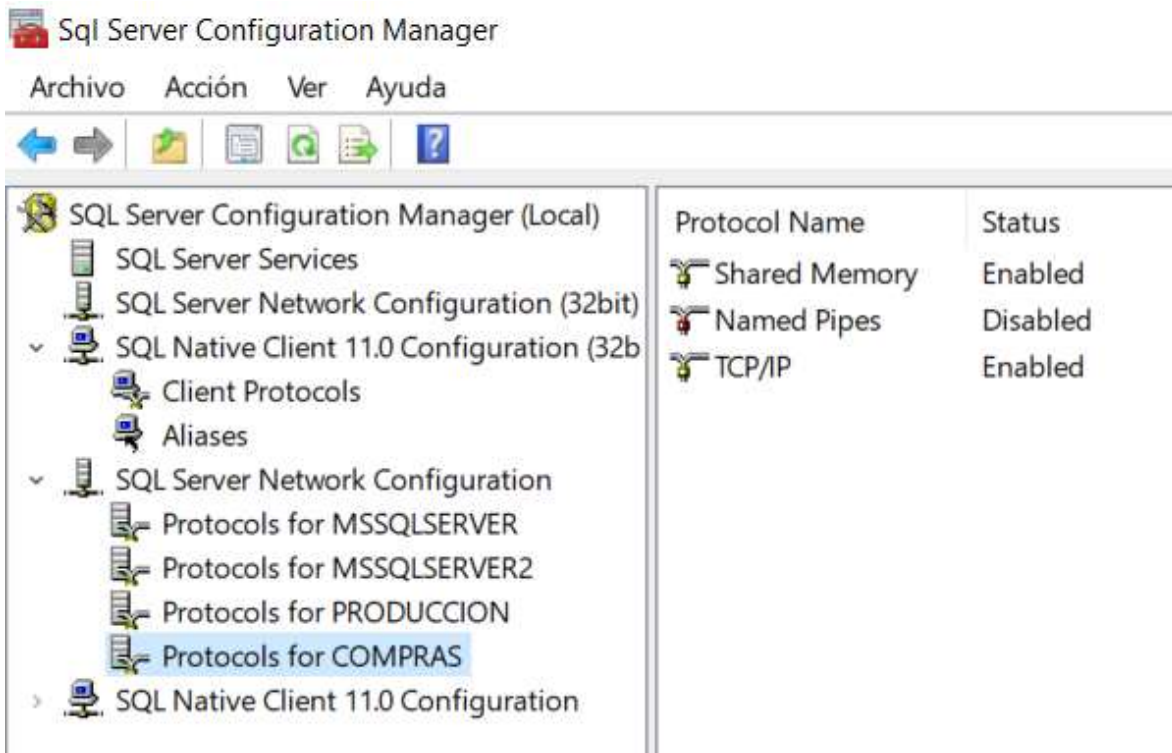 Sql Server Configuration Manager
Archivo Acción Ver Ayuda
SQL Server Configuration Manager (Local)
SQL Server Services
SQL Server Network Configuration (32bit)
SQL Native Client 11.0 Configuration (32b
Client Protocols
Aliases
SQL Server Network Configuration
Protocols for MSSQLSERVER
Protocols for MSSQLSERVER2
Protocols for PRODUCCION
Protocols for COMPRAS
SQL Native Client 11.0 Configuration
Protocol Name Status
Shared Memory Enabled
Named Pipes Disabled
TCP/IP Enabled